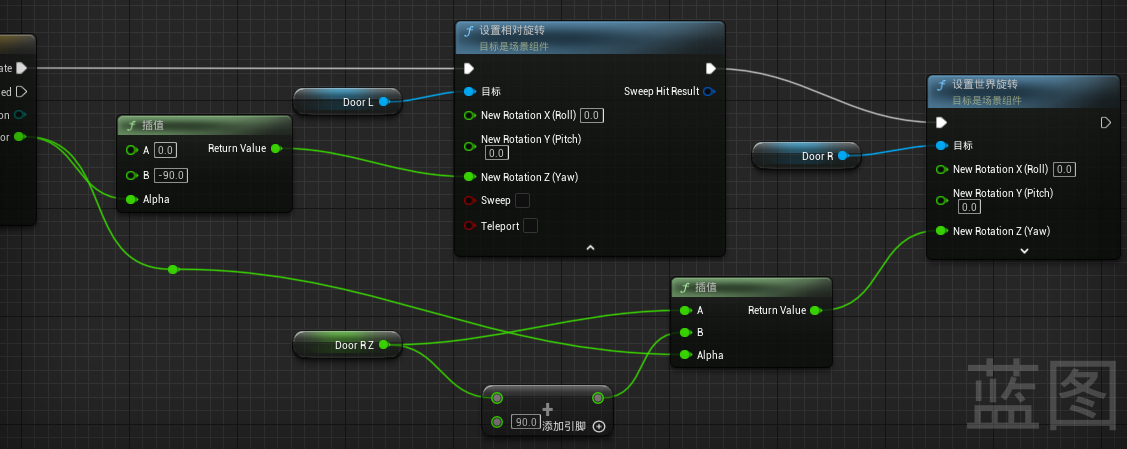 ate
ed
on
or
插值
A 0.0
Return Value
B -90.0
Alpha
Door L
设置相对旋转
目标是场景组件
目标
Sweep Hit Result
New Rotation X (Roll) 0.0
New Rotation Y (Pitch)
0.0
New Rotation Z (Yaw)
Sweep
Teleport
Door R
设置世界旋转
目标是场景组件
目标
New Rotation X (Roll) 0.0
New Rotation Y (Pitch)
0.0
New Rotation Z (Yaw)
Door R Z
插值
A
Return Value
B
Alpha
+
90.0 添加引脚
蓝图